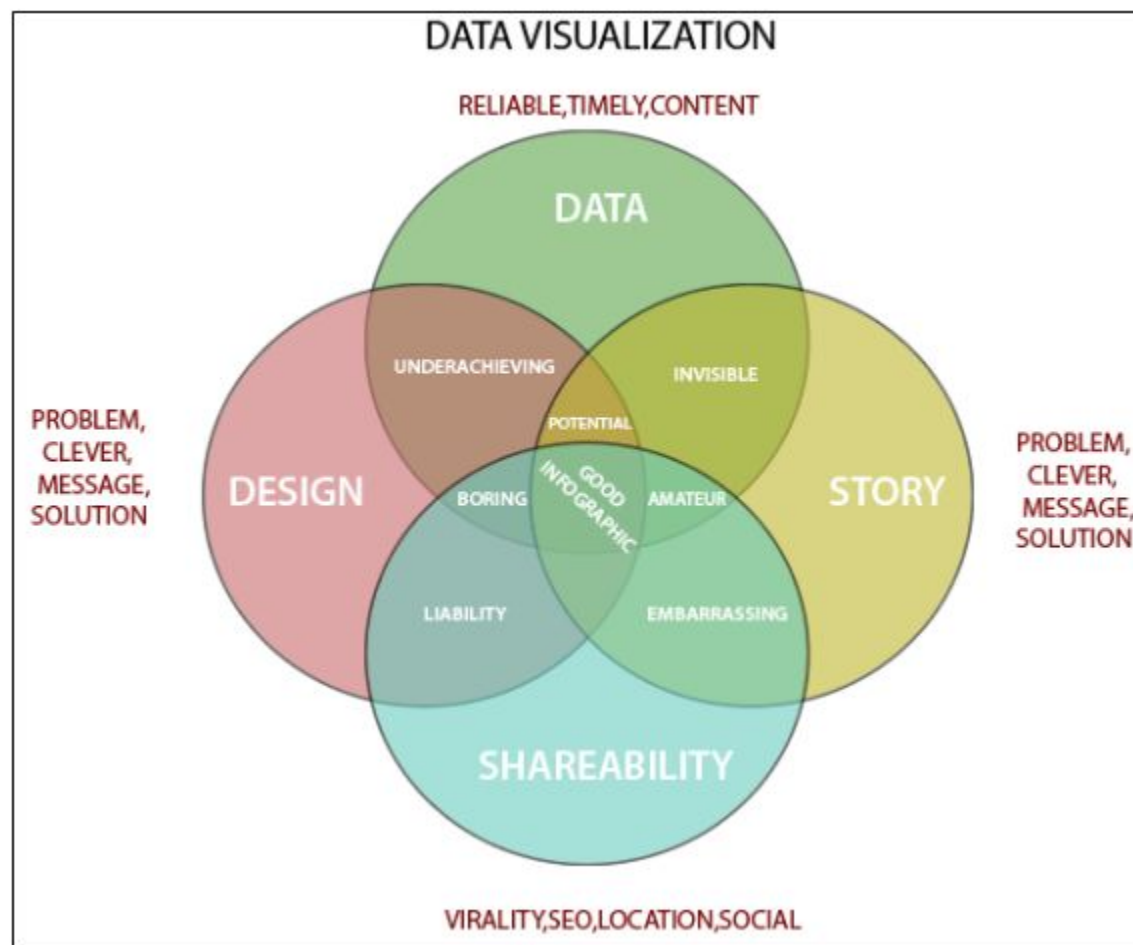 DATA VISUALIZATION
RELIABLE,TIMELY,CONTENT
DATA
UNDERACHIEVING
INVISIBLE
POTENTIAL
PROBLEM,
CLEVER,
MESSAGE,
SOLUTION
DESIGN
BORING
GOOD
INFOGRAPHIC
AMATEUR
STORY
PROBLEM,
CLEVER,
MESSAGE,
SOLUTION
LIABILITY
EMBARRASSING
SHAREABILITY
VIRALITY,SEO,LOCATION,SOCIAL